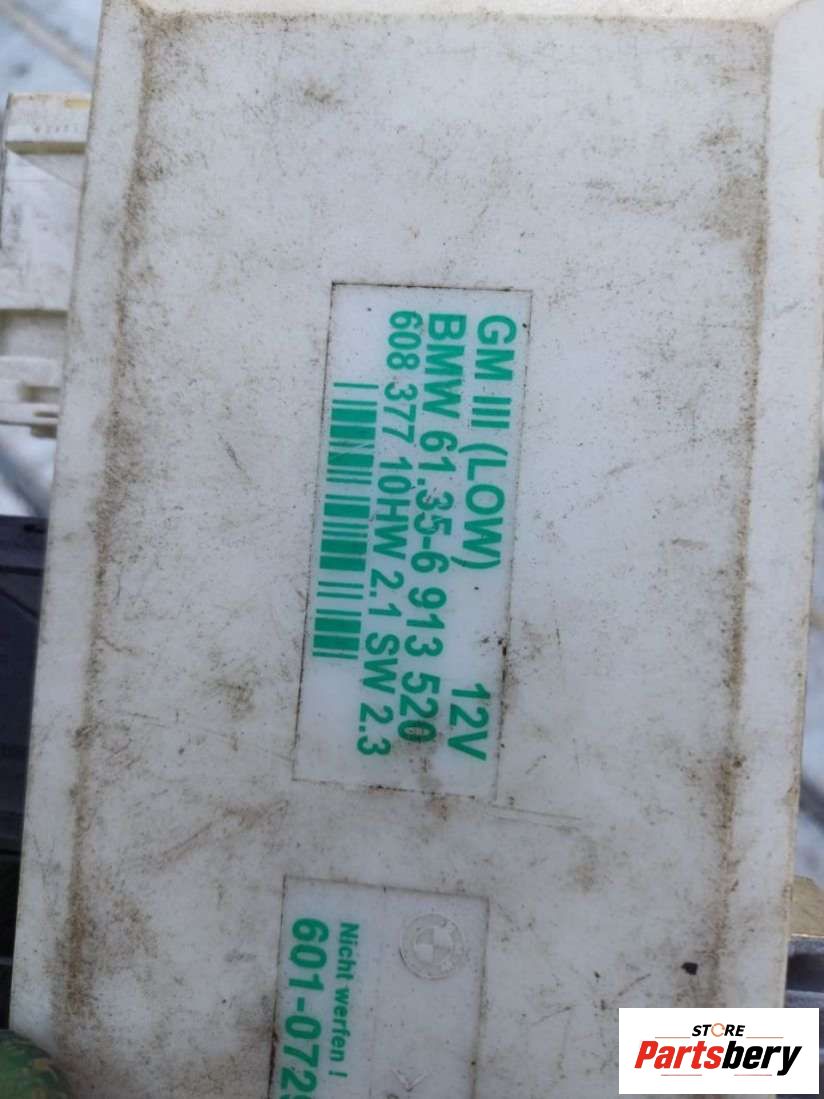 GM III (LOW) 12V
BMW 61.35-6 913 520
608 377 10HW 2.1 SW 2.3
Nicht werfen !
601-0729
STORE
Partsbery